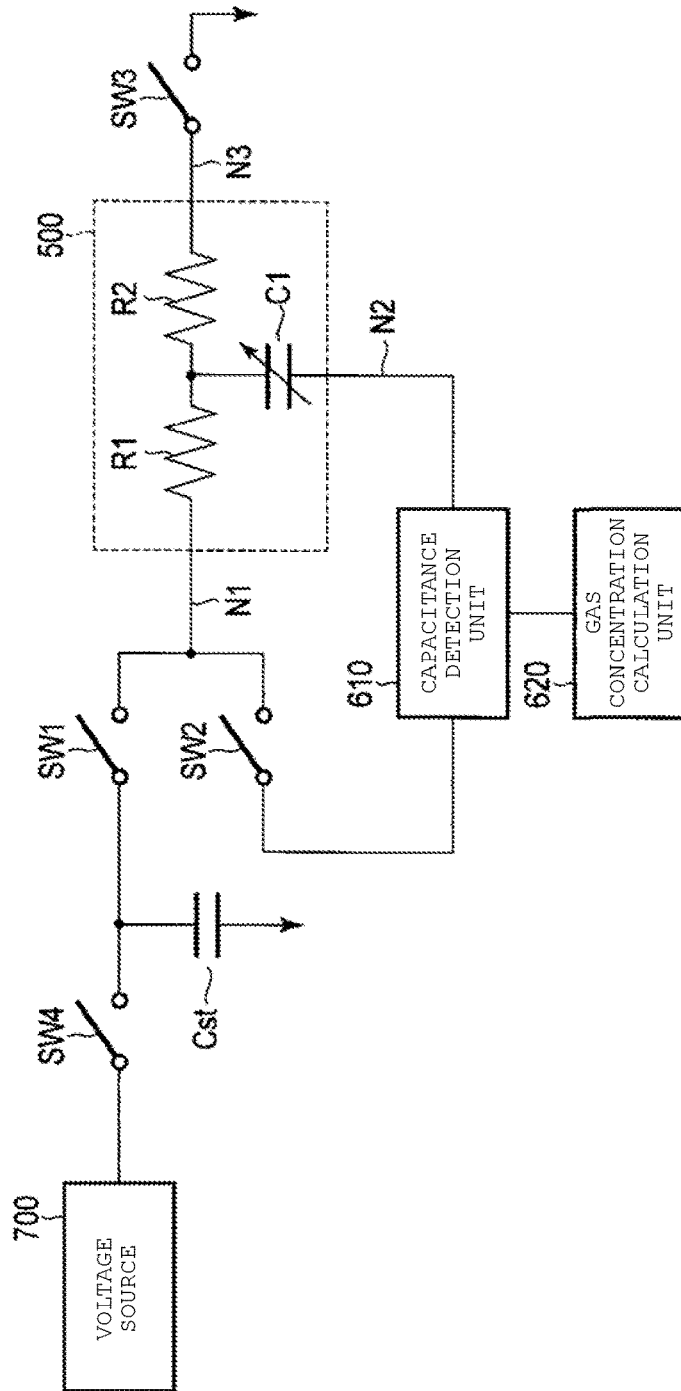 700
VOLTAGE
SOURCE
SW4
Cst
SW1
SW2
N1
500
R1
R2
C1
N2
N3
SW3
610
CAPACITANCE
DETECTION
UNIT
620
GAS
CONCENTRATION
CALCULATION
UNIT